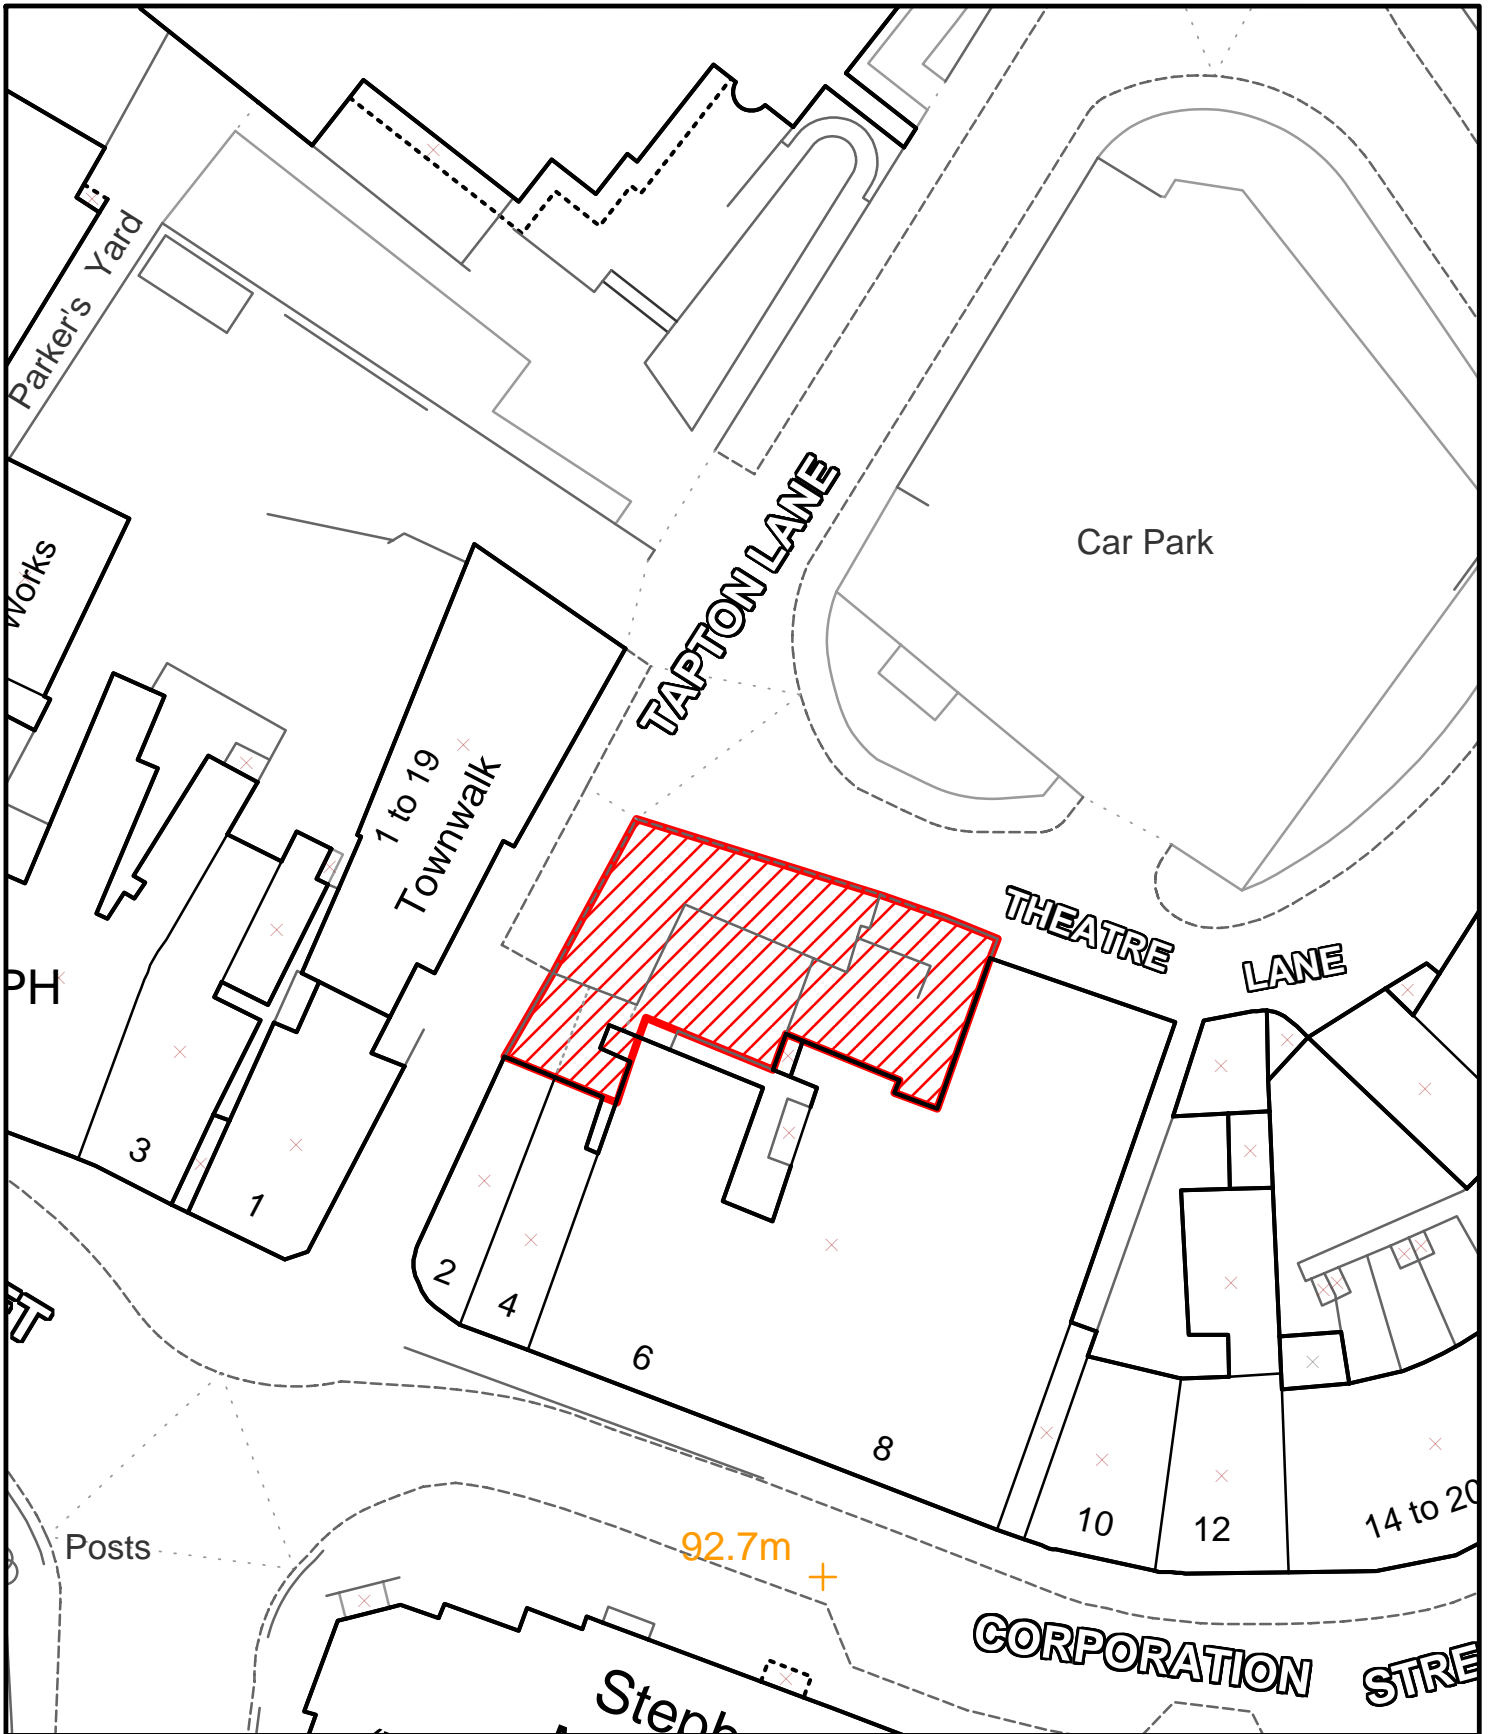 Parker's Yard
TAPTON LANE
Car Park
Works
1 to 19
Townwalk
THEATRE LANE
PH
3
1
2
4
6
8
10
12
14 to 20
92.7m
Posts
CORPORATION STRE
Steph